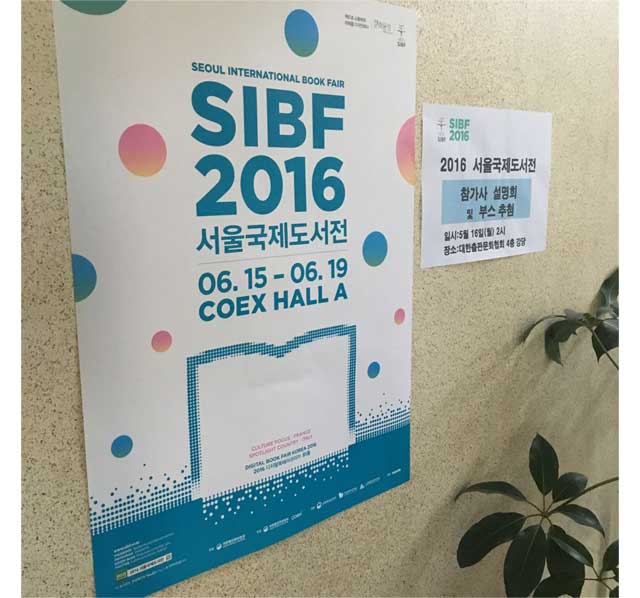 SIBF
SEOUL INTERNATIONAL BOOK FAIR
SIBF
2016
서울국제도서전
06. 15 – 06. 19
COEX HALL A
CULTURE FOCUS : FRANCE
SPOTLIGHT COUNTRY : ITALY
DIGITAL BOOK FAIR KOREA 2016
SIBF
SIBF
2016
2016 서울국제도서전
참가사 설명회
및 부스 추첨
일시:5월 16일(월) 2시
장소:대한출판문화협회 4층 강당